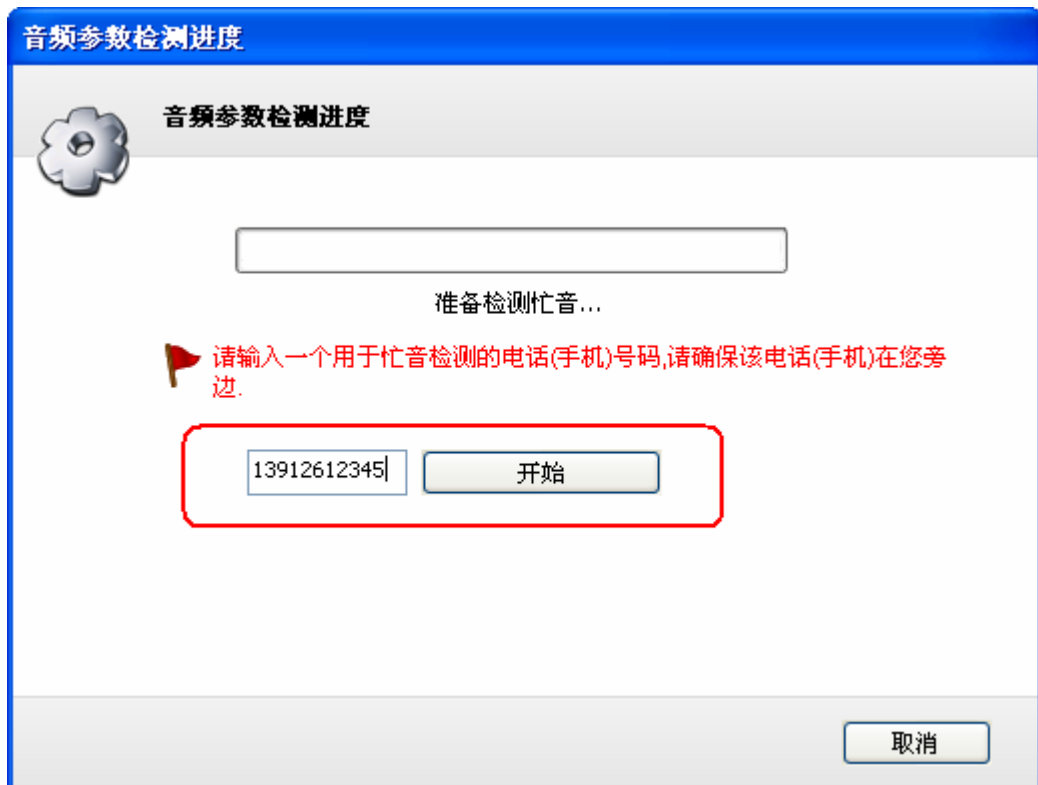 音频参数检测进度
音频参数检测进度
准备检测忙音...
请输入一个用于忙音检测的电话(手机)号码,请确保该电话(手机)在您旁
边.
13912612345 开始
取消